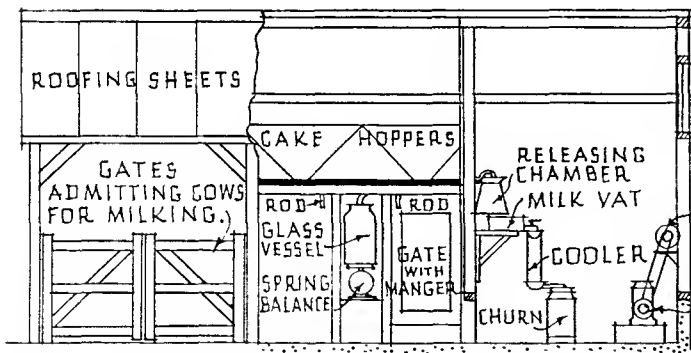 ROOFING SHEETS
CAKE HOPPERS
GATES
ADMITTING COWS
FOR MILKING.
RELEASING
CHAMBER
MILK VAT
ROD
ROD
GLASS
VESSEL
GATE
WITH
MANGER
COOLER
SPRING
BALANCE
CHURN